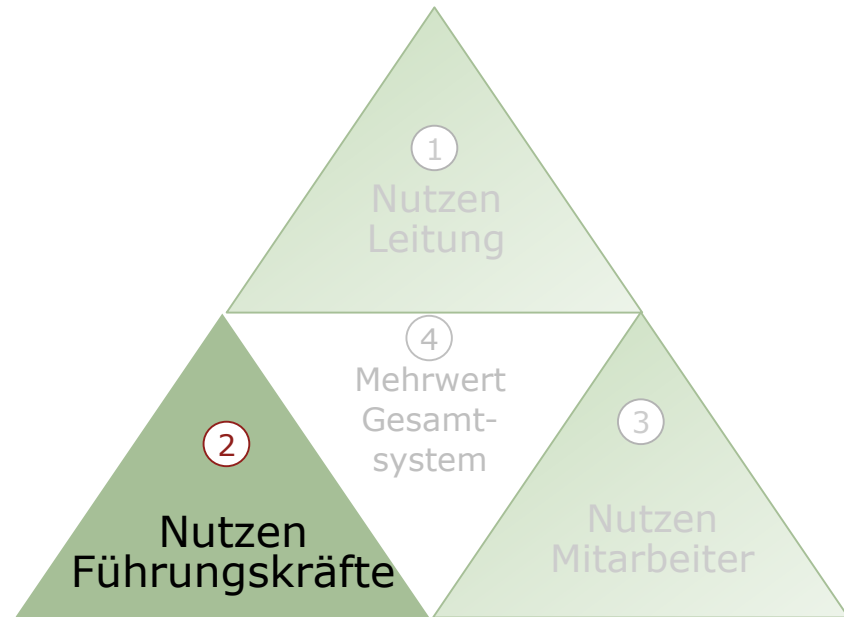 1
Nutzen
Leitung
4
Mehrwert
Gesamt-
system
2
Nutzen
Führungskräfte
3
Nutzen
Mitarbeiter